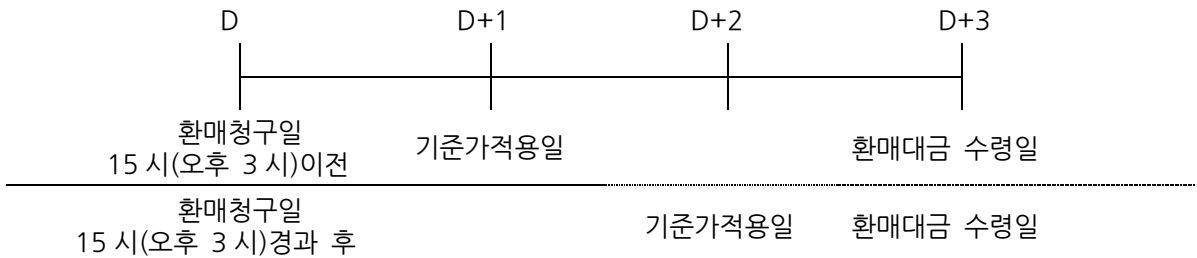 D D+1 D+2 D+3
환매청구일
15 시(오후 3 시)이전
기준가적용일
환매대금 수령일
환매청구일
15 시(오후 3 시)경과 후
기준가적용일
환매대금 수령일